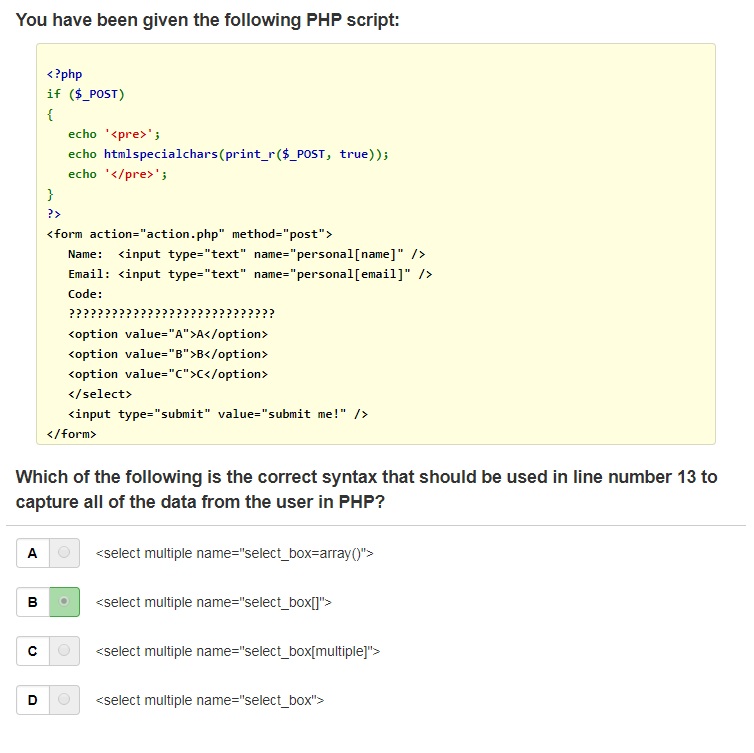 You have been given the following PHP script:
<?php
if ($_POST)
{
echo '<pre>';
echo htmlspecialchars(print_r($_POST, true));
echo '</pre>';
}
?>
<form action="action.php" method="post">
Name:  <input type="text" name="personal[name]" />
Email: <input type="text" name="personal[email]" />
Code:
?????????????????????????????
<option value="A">A</option>
<option value="B">B</option>
<option value="C">C</option>
</select>
<input type="submit" value="submit me!" />
</form>
Which of the following is the correct syntax that should be used in line number 13 to
capture all of the data from the user in PHP?
A <select multiple name="select_box=array()">
B <select multiple name="select_box[]">
C <select multiple name="select_box[multiple]">
D <select multiple name="select_box">